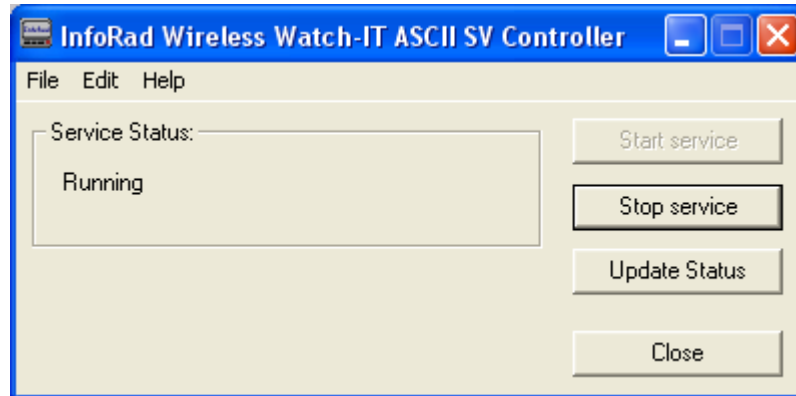 InfoRad Wireless Watch-IT ASCII SV Controller
File Edit Help
Service Status:
Running
Start service
Stop service
Update Status
Close